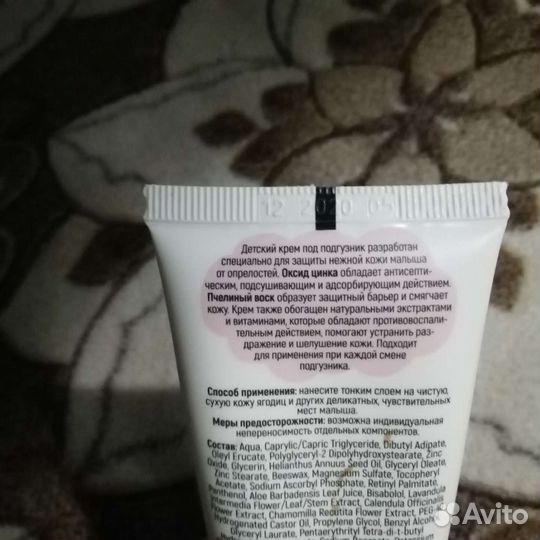 12 2020 05
Детский крем под подгузник разработан
специально для защиты нежной кожи малыша
от опрелостей. Оксид цинка обладает антисепти-
ческим, подсушивающим и адсорбирующим действием.
Пчелиный воск образует защитный барьер и смягчает
кожу. Крем также обогащен натуральными экстрактами
и витаминами, которые обладают противовоспали-
тельным действием, помогают устранить раз-
дражение и шелушение кожи. Подходит
для применения при каждой смене
подгузника.
Способ применения: нанесите тонким слоем на чистую,
сухую кожу ягодиц и других деликатных, чувствительных
мест малыша.
Меры предосторожности: возможна индивидуальная
непереносимость отдельных компонентов.
Состав: Aqua, Caprylic/Capric Triglyceride, Dibutyl Adipate,
Oleyl Erucate, Polyglyceryl-2 Dipolyhydroxystearate, Zinc
Oxide, Glycerin, Helianthus Annuus Seed Oil, Glyceryl Oleate,
Zinc Stearate, Beeswax, Magnesium Sulfate, Tocopheryl
Acetate, Sodium Ascorbyl Phosphate, Retinyl Palmitate,
Panthenol, Aloe Barbadensis Leaf Juice, Bisabolol, Lavandula
Intermedia Flower/Leaf/Stem Extract, Calendula Officinalis
Flower Extract, Chamomilla Recutita Flower Extract, PEG-
Hydrogenated Castor Oil, Propylene Glycol, Benzyl Alcohol
Glyceryl Laurate, Pentaerythrityl Tetra-di-t-butyl
Avito